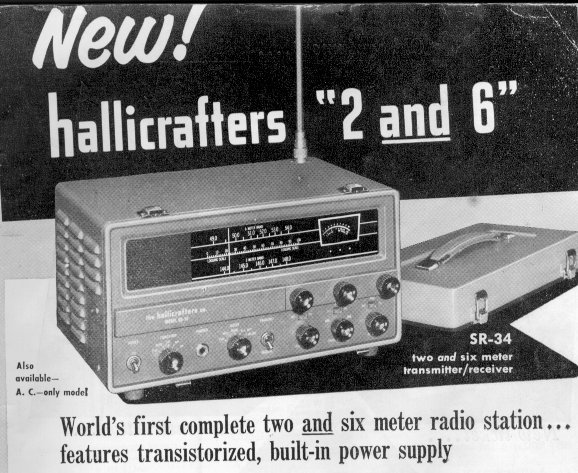 New!
hallicrafters "2 and 6"
the hallicrafters co.
SR-34
two and six meter
transmitter/receiver
Also
available—
A. C.—only model
World's first complete two and six meter radio station...
features transistorized, built-in power supply